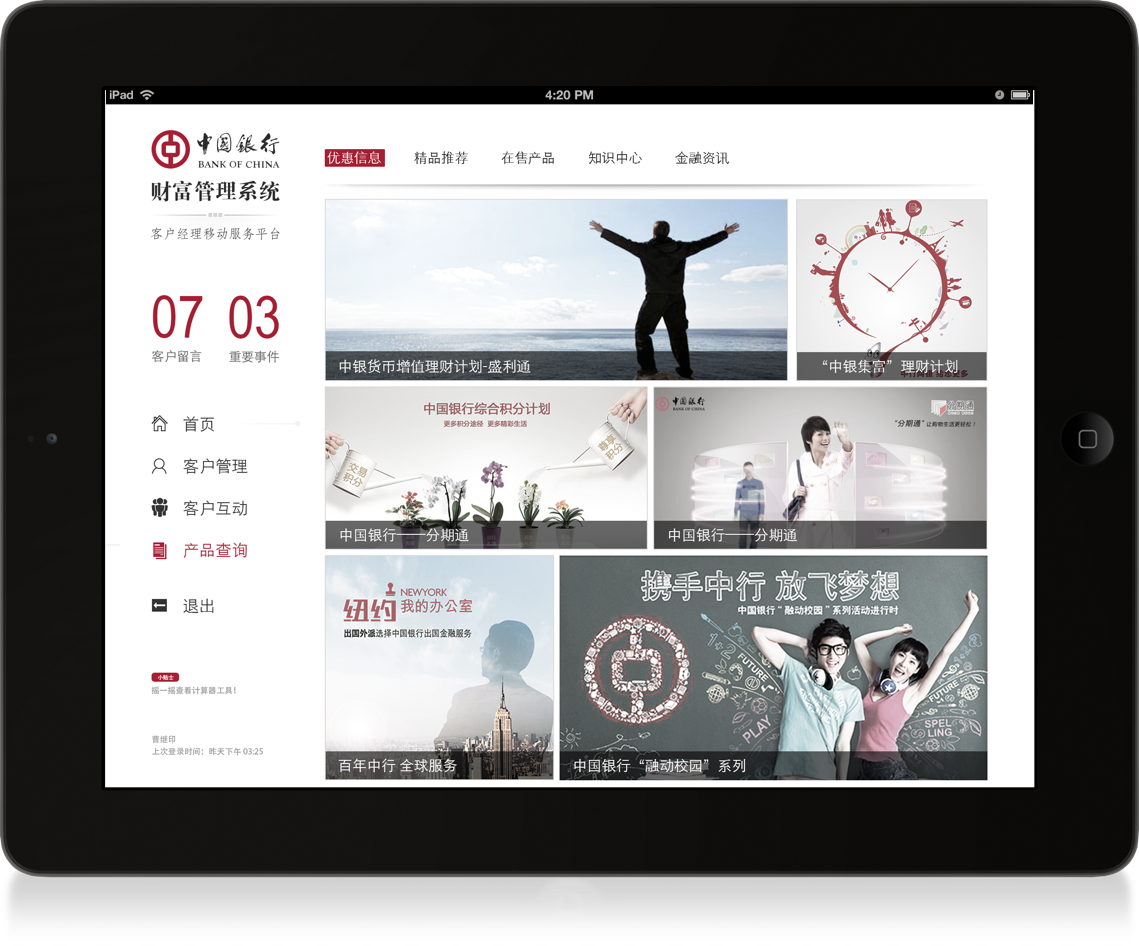 iPad
4:20 PM
中国银行
BANK OF CHINA
财富管理系统
客户经理移动服务平台
07 03
客户留言 重要事件
首页
客户管理
客户互动
产品查询
退出
小贴士
摇一摇查看计算器工具!
曹继印
上次登录时间：昨天下午 03:25
优惠信息 精品推荐 在售产品 知识中心 金融资讯
中银货币增值理财计划-盛利通
“中银集富”理财计划
中国银行综合积分计划
更多积分途径 更多精彩生活
交易
积分
尊享
积分
中国银行——分期通
中国银行
BANK OF CHINA
分期通
“分期通”让购物生活更轻松！
中国银行——分期通
NEWYORK
纽约 我的办公室
出国外派选择中国银行出国金融服务
百年中行 全球服务
携手中行 放飞梦想
中国银行“融动校园”系列活动进行时
1+2
FUTURE
PLAY
FUTURE
SPEL
LING
中国银行“融动校园”系列